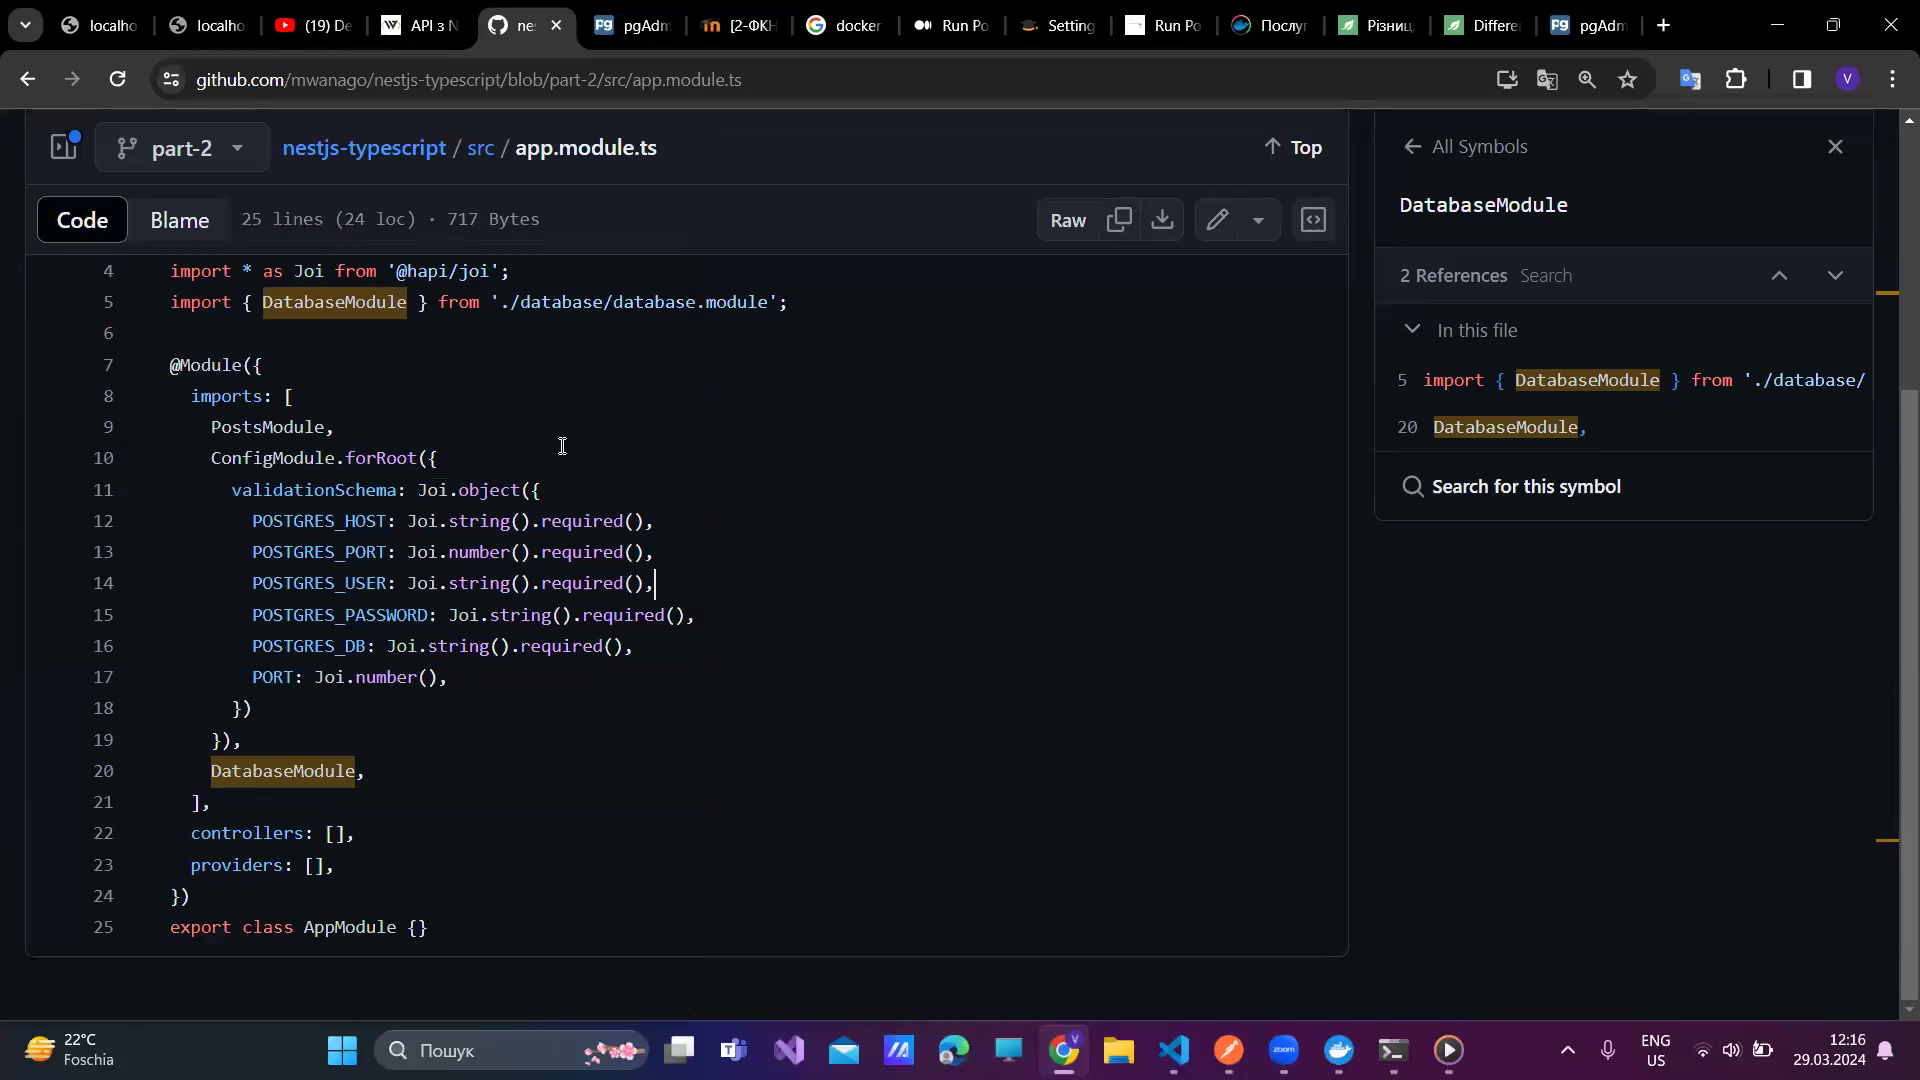 localho
localho
(19) De
API з N
nes
pgAdm
[2-ФКН
docker
Run Po
Setting
Run Po
Послуг
Різниц
Differe
pgAdm
github.com/mwanago/nestjs-typescript/blob/part-2/src/app.module.ts
V
part-2
nestjs-typescript / src / app.module.ts
Top
All Symbols
Code
Blame
25 lines (24 loc) · 717 Bytes
Raw
DatabaseModule
2 References
Search
In this file
5 import { DatabaseModule } from './database/
20 DatabaseModule,
Search for this symbol
4 import * as Joi from '@hapi/joi';
5 import { DatabaseModule } from './database/database.module';
6
7 @Module({
8 imports: [
9 PostsModule,
10 ConfigModule.forRoot({
11 validationSchema: Joi.object({
12 POSTGRES_HOST: Joi.string().required(),
13 POSTGRES_PORT: Joi.number().required(),
14 POSTGRES_USER: Joi.string().required(),
15 POSTGRES_PASSWORD: Joi.string().required(),
16 POSTGRES_DB: Joi.string().required(),
17 PORT: Joi.number(),
18 })
19 }),
20 DatabaseModule,
21 ],
22 controllers: [],
23 providers: [],
24 })
25 export class AppModule {}
22°C
Foschia
Пошук
zoom
ENG
US
12:16
29.03.2024